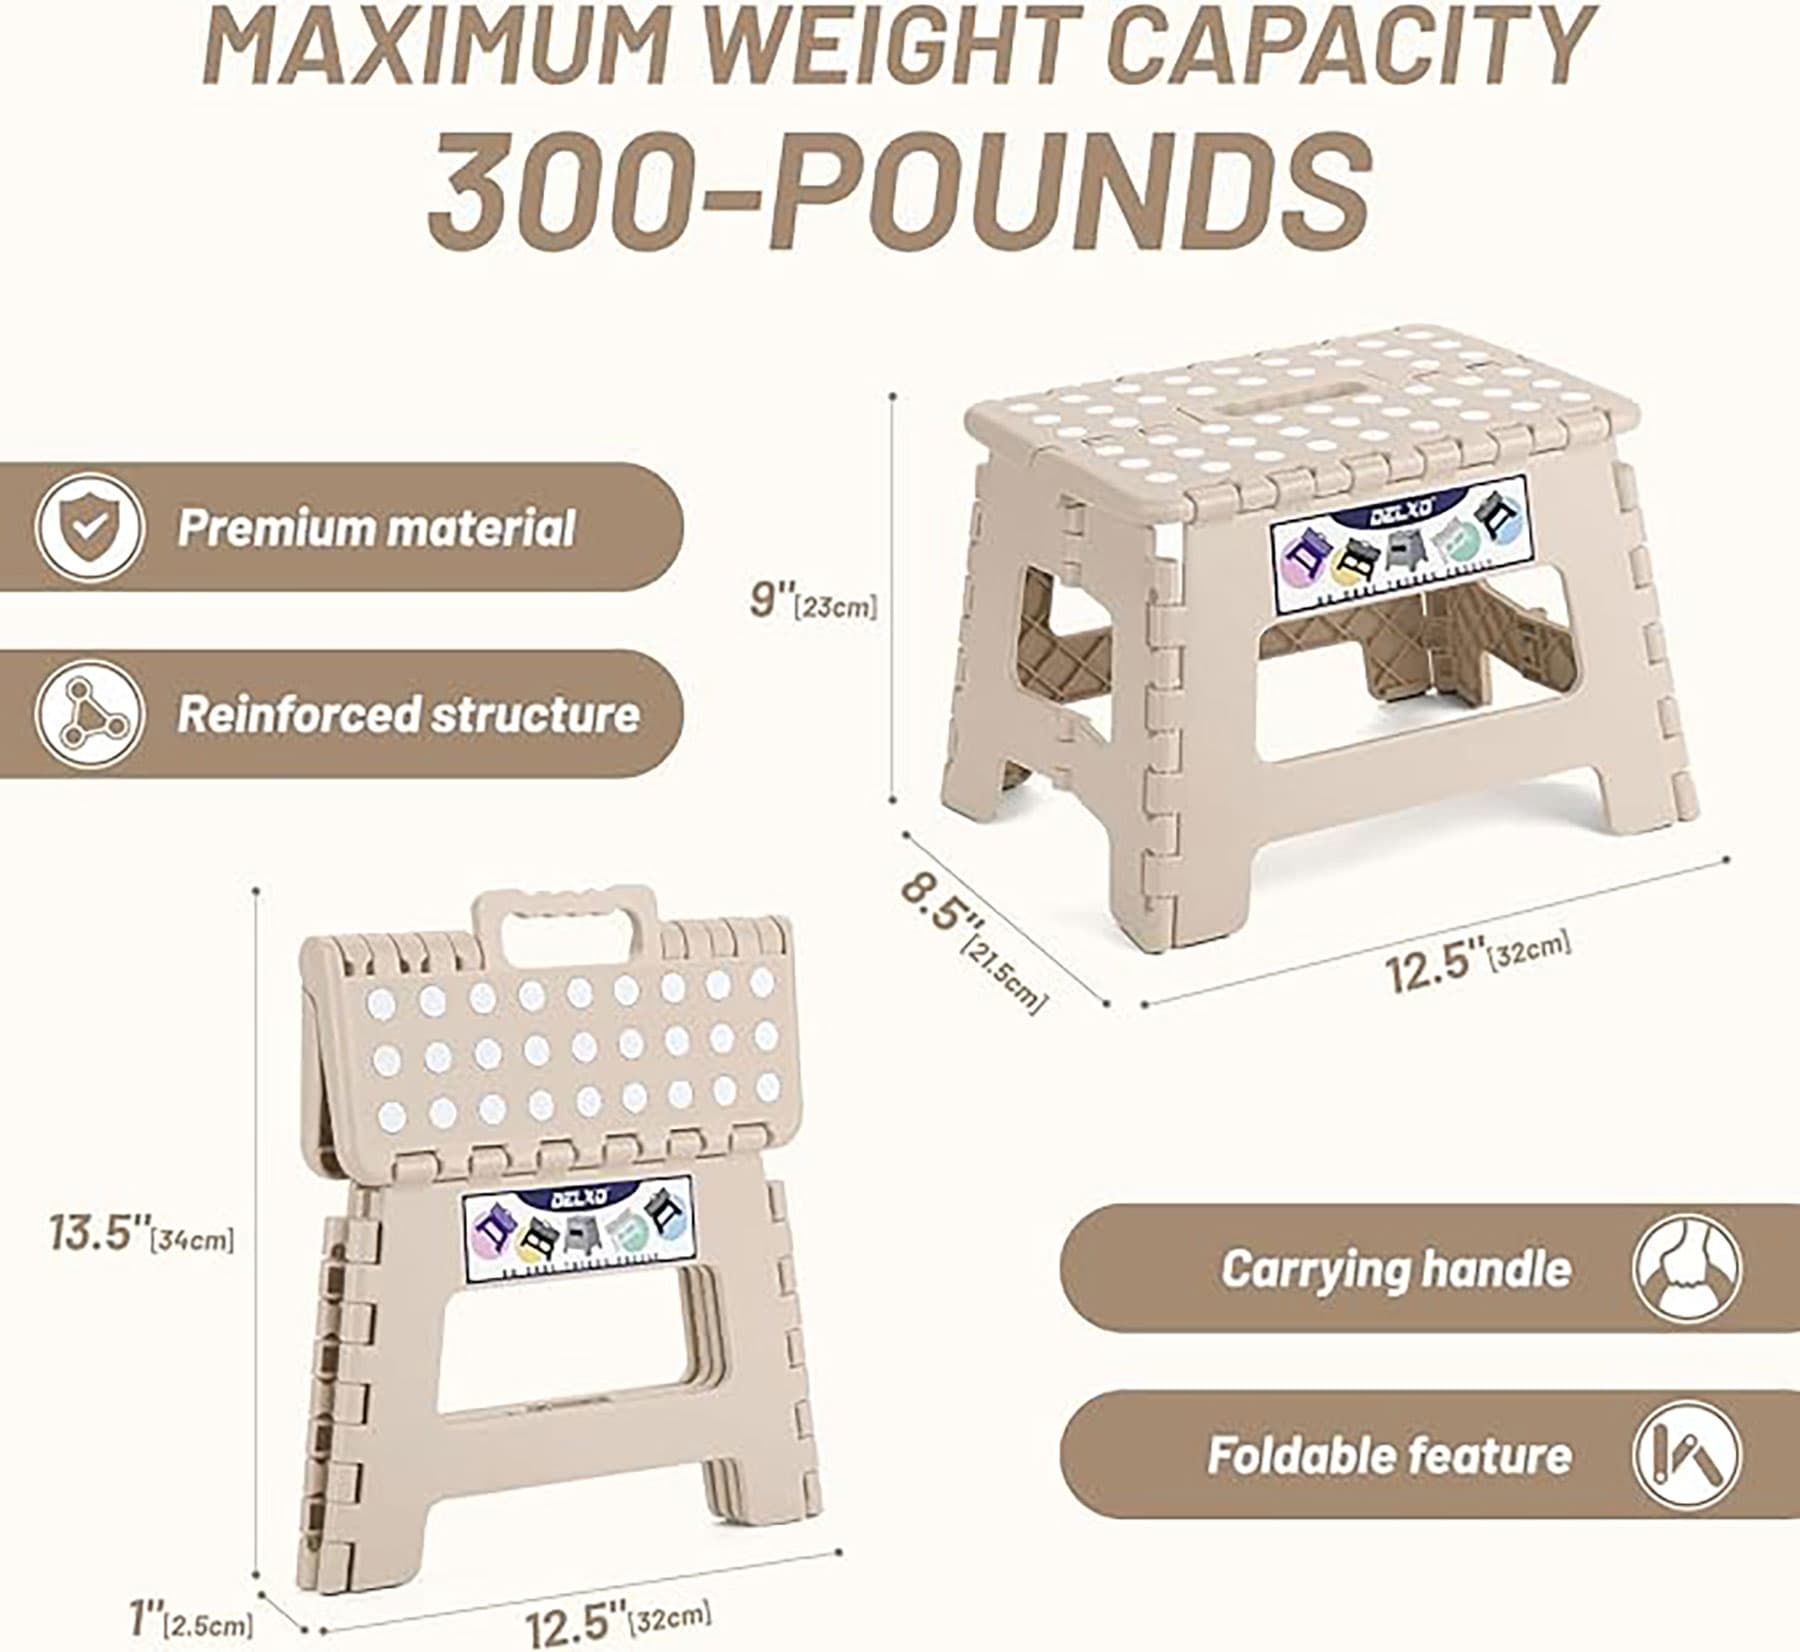 MAXIMUM WEIGHT CAPACITY
300-POUNDS
Premium material
Reinforced structure
9"[23cm]
DELXO
8.5"[21.5cm]
12.5"[32cm]
13.5"[34cm]
DELXO
1"[2.5cm]
12.5"[32cm]
Carrying handle
Foldable feature